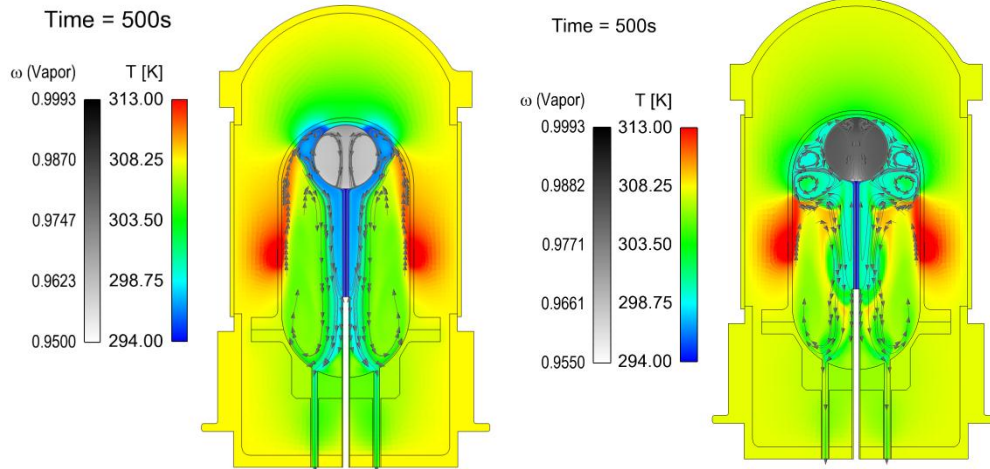 Time = 500s
ω (Vapor) T [K]
0.9993 313.00
0.9870 308.25
0.9747 303.50
0.9623 298.75
0.9500 294.00
Time = 500s
ω (Vapor) T [K]
0.9993 313.00
0.9882 308.25
0.9771 303.50
0.9661 298.75
0.9550 294.00